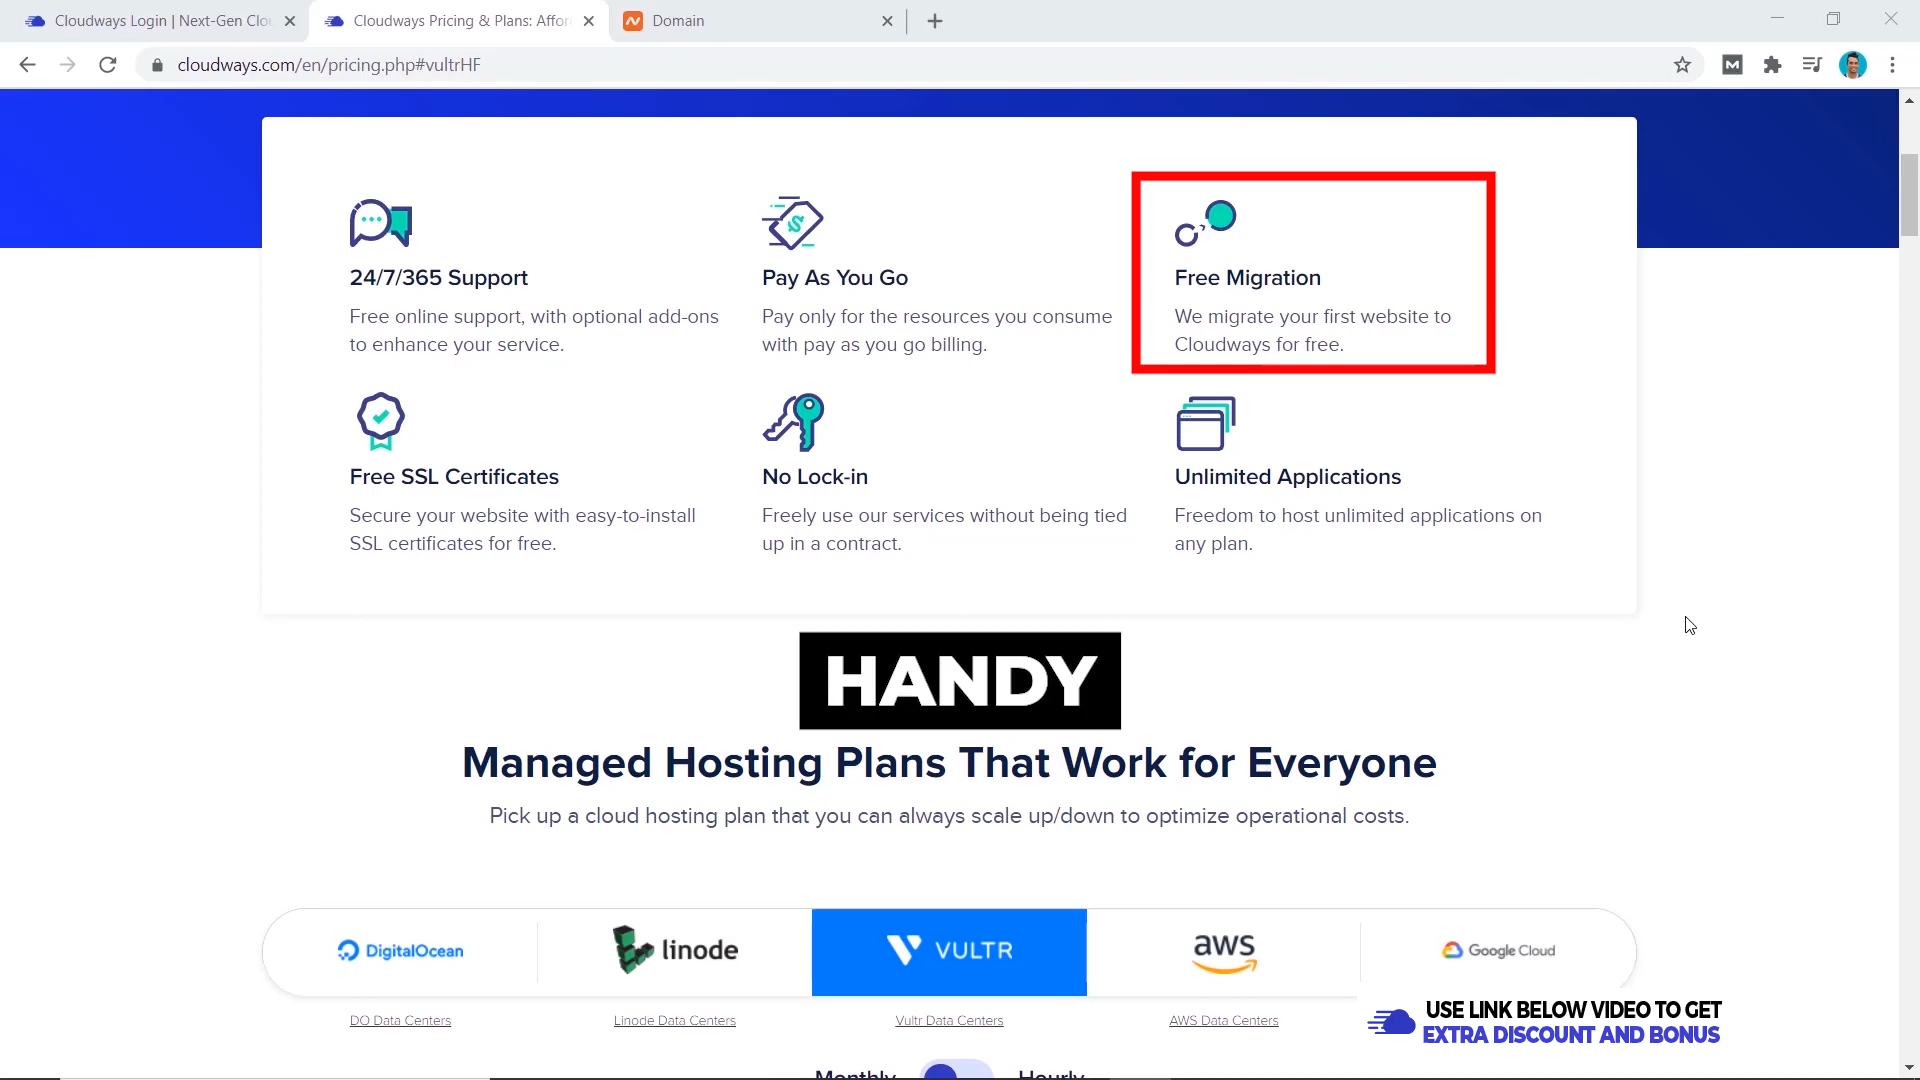 Cloudways Login | Next-Gen Clou
Cloudways Pricing & Plans: Affor
Domain
cloudways.com/en/pricing.php#vultrHF
24/7/365 Support
Free online support, with optional add-ons
to enhance your service.
Pay As You Go
Pay only for the resources you consume
with pay as you go billing.
Free Migration
We migrate your first website to
Cloudways for free.
Free SSL Certificates
Secure your website with easy-to-install
SSL certificates for free.
No Lock-in
Freely use our services without being tied
up in a contract.
Unlimited Applications
Freedom to host unlimited applications on
any plan.
HANDY
Managed Hosting Plans That Work for Everyone
Pick up a cloud hosting plan that you can always scale up/down to optimize operational costs.
DigitalOcean
linode
VULTR
aws
Google Cloud
DO Data Centers
Linode Data Centers
Vultr Data Centers
AWS Data Centers
USE LINK BELOW VIDEO TO GET
EXTRA DISCOUNT AND BONUS
Monthly
Hourly